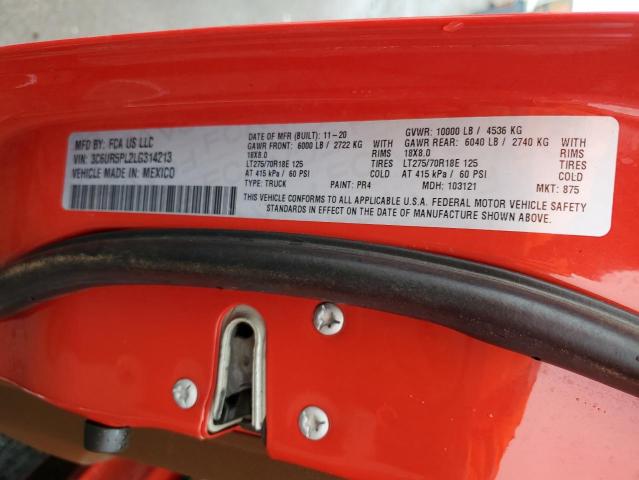 MFD BY: FCA US LLC
VIN: 3C6UR5PL2LG314213
VEHICLE MADE IN: MEXICO
DATE OF MFR (BUILT): 11-20
GAWR FRONT: 6000 LB / 2722 KG WITH
18X8.0 RIMS
LT275/70R18E 125 TIRES
AT 415 kPa / 60 PSI COLD
TYPE: TRUCK PAINT: PR4
GVWR: 10000 LB / 4536 KG
GAWR REAR: 6040 LB / 2740 KG WITH
18X8.0 RIMS
LT275/70R18E 125 TIRES
AT 415 kPa / 60 PSI COLD
MDH: 103121 MKT: 875
THIS VEHICLE CONFORMS TO ALL APPLICABLE U.S.A. FEDERAL MOTOR VEHICLE SAFETY
STANDARDS IN EFFECT ON THE DATE OF MANUFACTURE SHOWN ABOVE.